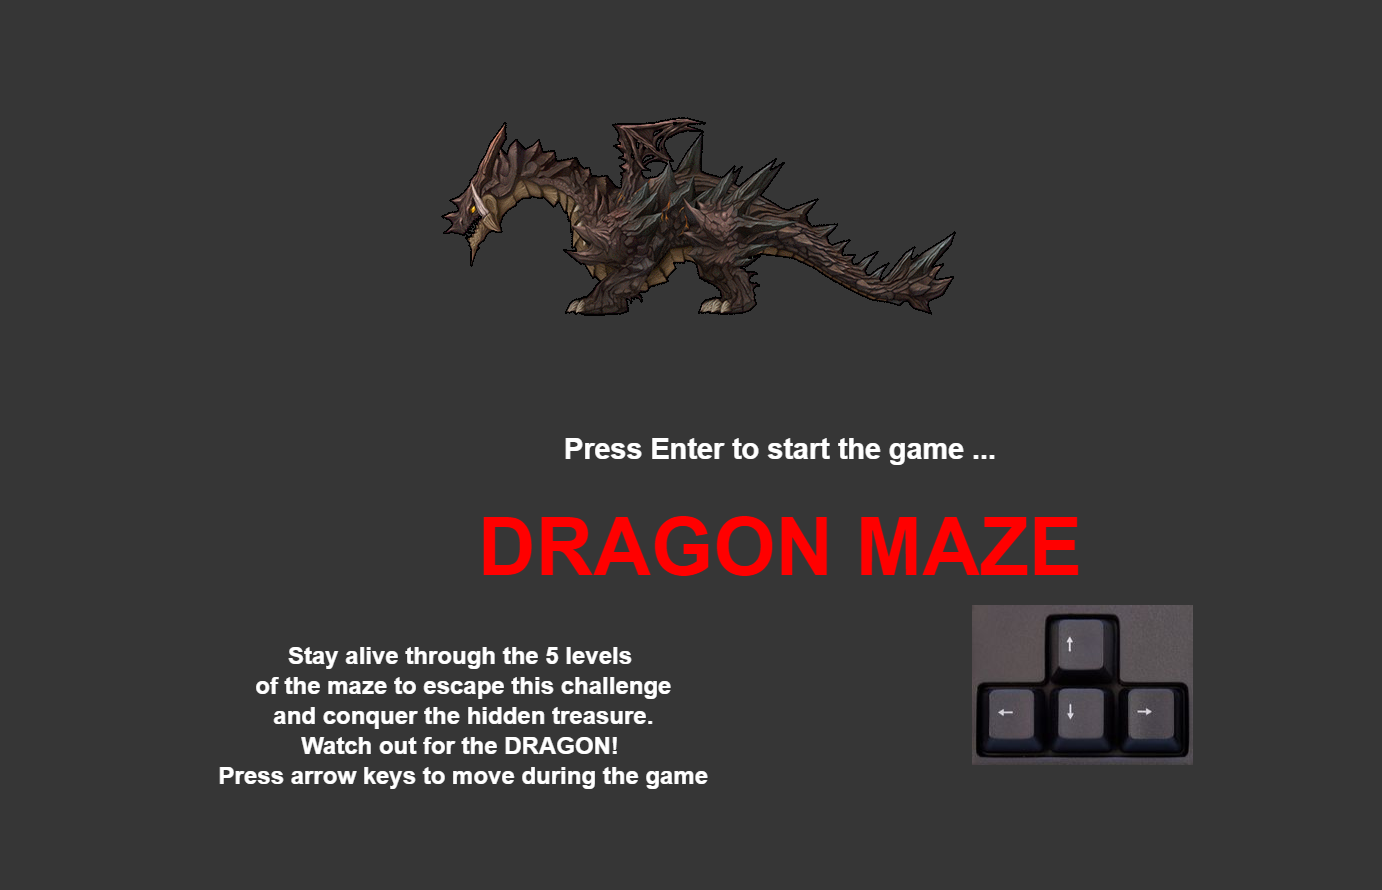 Press Enter to start the game ...
DRAGON MAZE
Stay alive through the 5 levels
of the maze to escape this challenge
and conquer the hidden treasure.
Watch out for the DRAGON!
Press arrow keys to move during the game
↑
← ↓ →